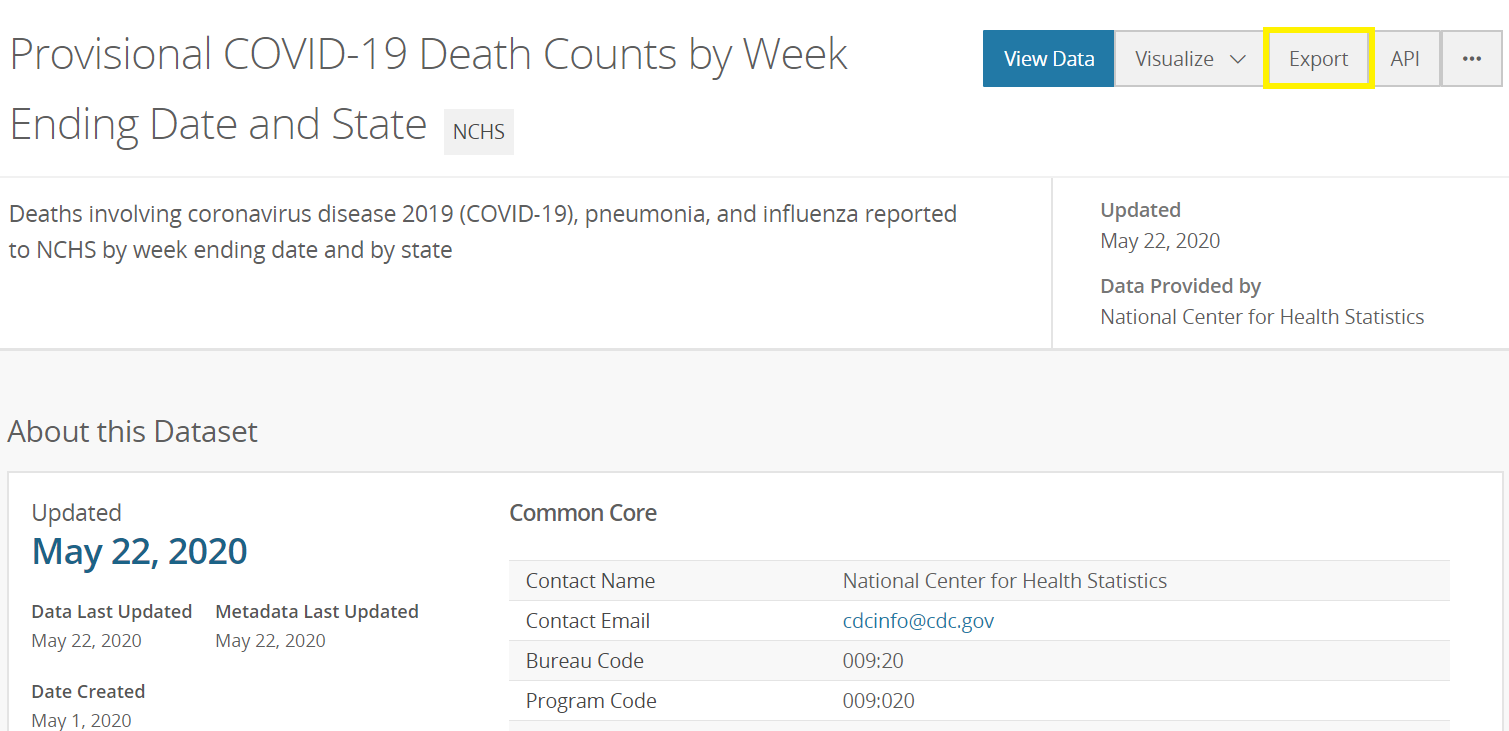 Provisional COVID-19 Death Counts by Week
Ending Date and State NCHS
View Data Visualize Export API ···
Deaths involving coronavirus disease 2019 (COVID-19), pneumonia, and influenza reported
to NCHS by week ending date and by state
Updated
May 22, 2020
Data Provided by
National Center for Health Statistics
About this Dataset
Updated
May 22, 2020
Data Last Updated Metadata Last Updated
May 22, 2020 May 22, 2020
Date Created
May 1, 2020
Common Core
Contact Name National Center for Health Statistics
Contact Email cdcinfo@cdc.gov
Bureau Code 009:20
Program Code 009:020